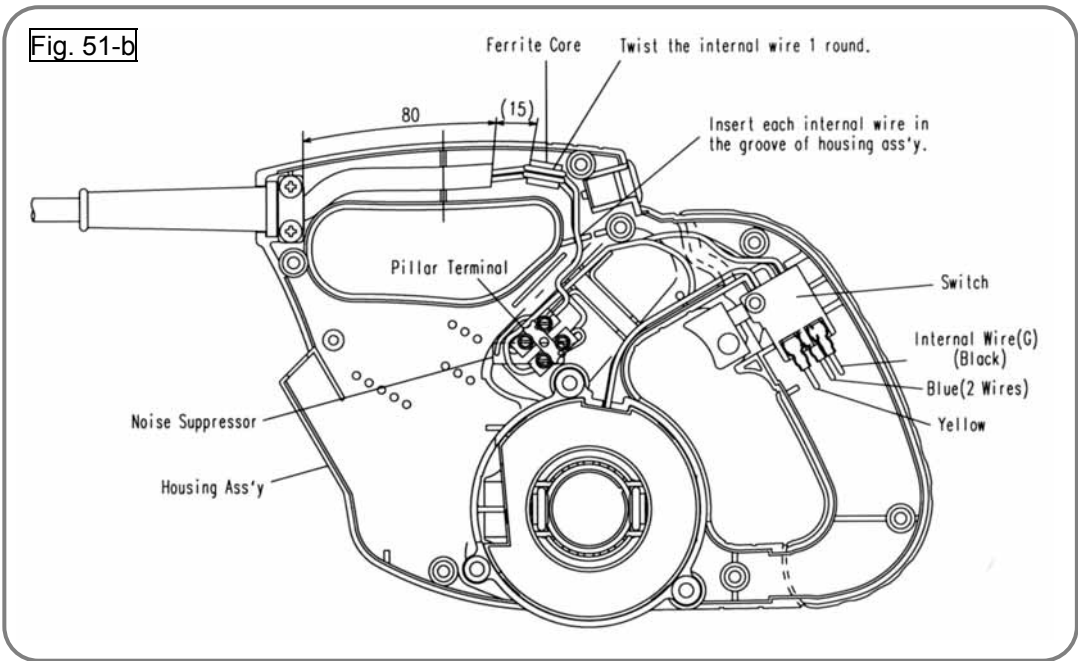 Fig. 51-b
Ferrite Core
Twist the internal wire 1 round.
80
(15)
Insert each internal wire in
the groove of housing ass'y.
Pillar Terminal
Switch
Internal Wire(G)
(Black)
Blue(2 Wires)
Yellow
Noise Suppressor
Housing Ass'y